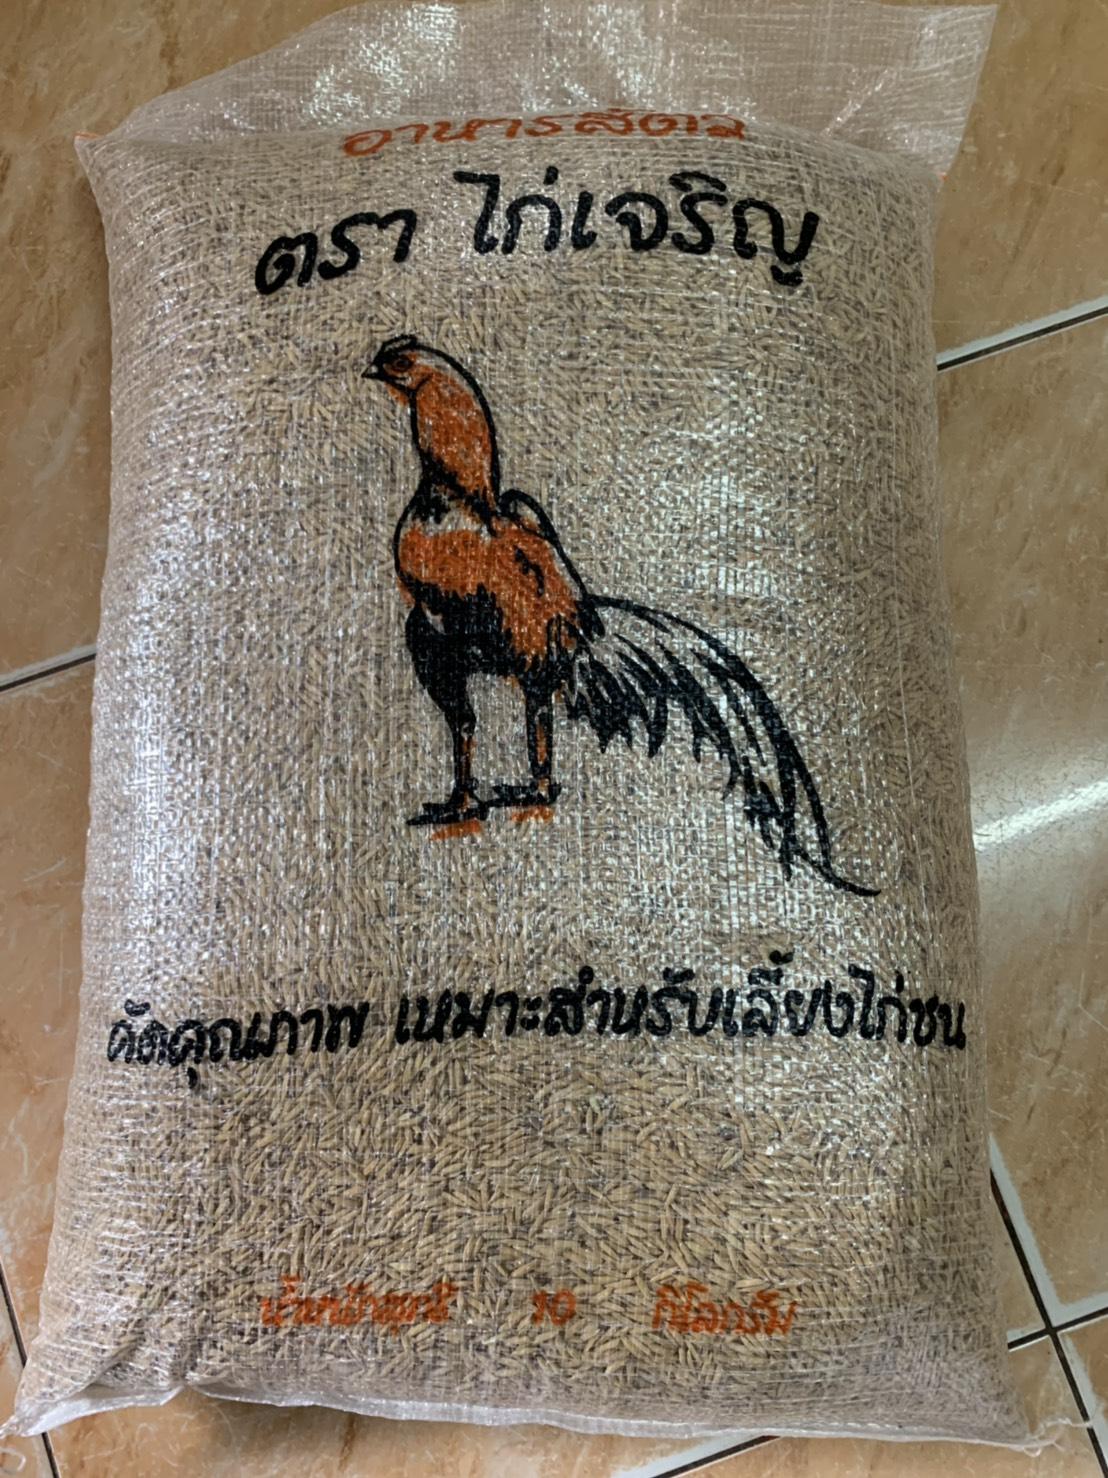 อาหารสัตว์
ตรา ไก่เจริญ
คัดคุณภาพ เหมาะสำหรับเลี้ยงไก่ชน
น้ำหนักสุทธิ 10 กิโลกรัม